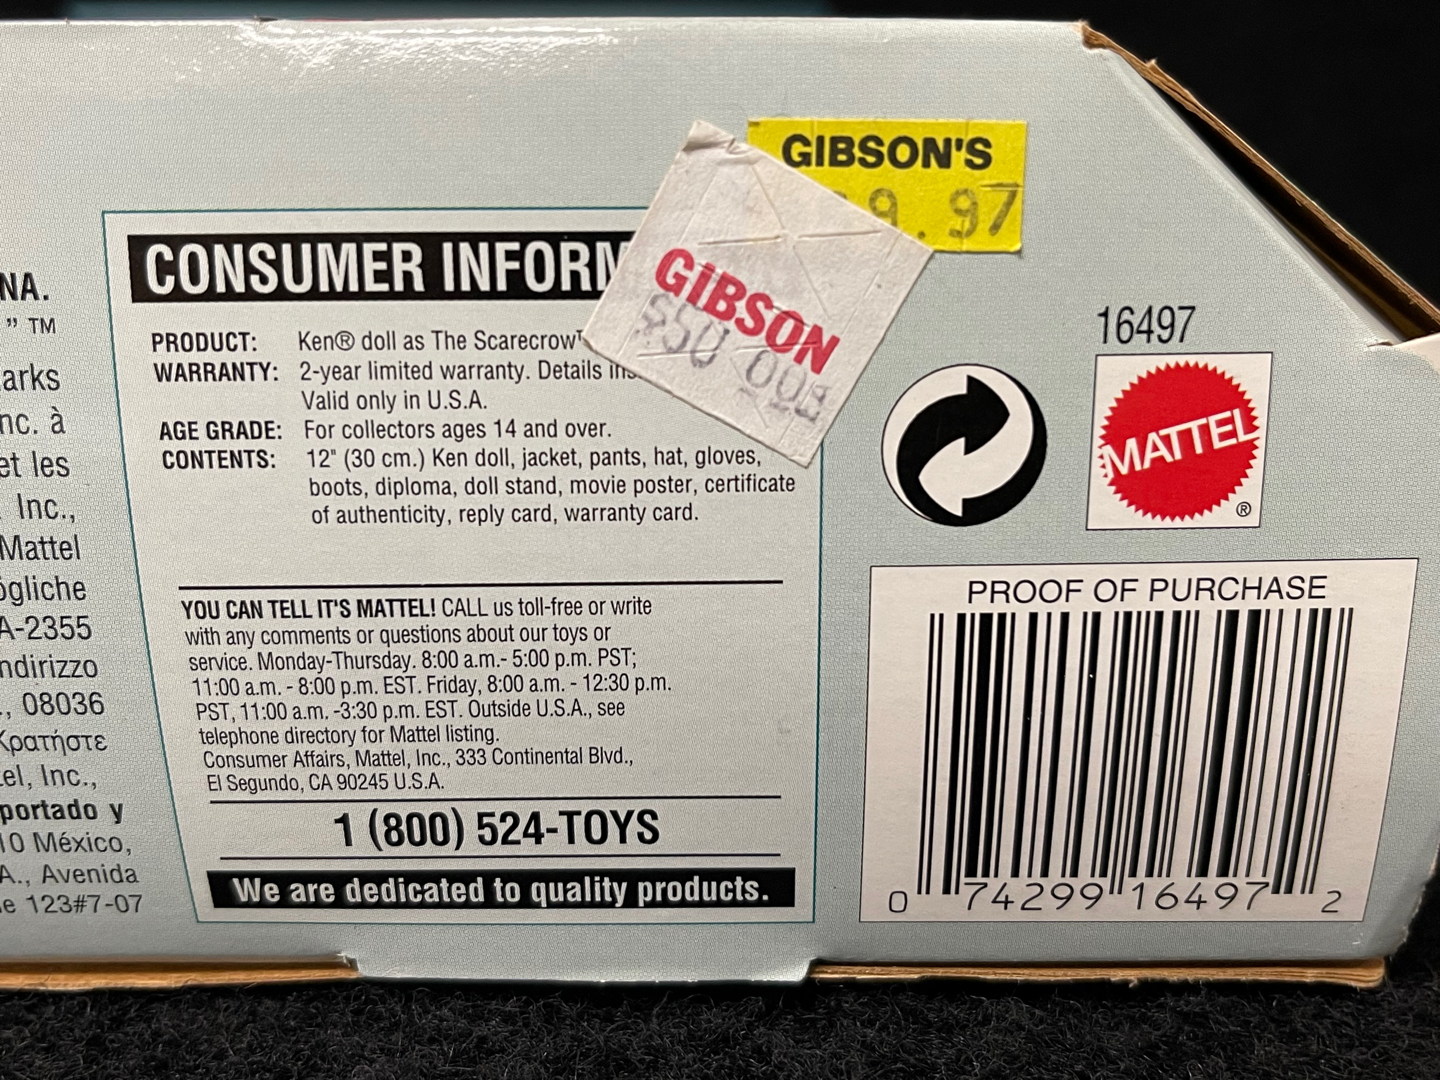 NA.
” ™
arks
nc. à
et les
Inc.,
Mattel
ögliche
A-2355
ndirizzo
., 08036
Κρατήστε
el, Inc.,
portado y
10 México,
A., Avenida
e 123#7-07
CONSUMER INFORM
PRODUCT: Ken® doll as The Scarecrow
WARRANTY: 2-year limited warranty. Details
Valid only in U.S.A.
AGE GRADE: For collectors ages 14 and over.
CONTENTS: 12" (30 cm.) Ken doll, jacket, pants, hat, gloves,
boots, diploma, doll stand, movie poster, certificate
of authenticity, reply card, warranty card.
YOU CAN TELL IT'S MATTEL! CALL us toll-free or write
with any comments or questions about our toys or
service. Monday-Thursday. 8:00 a.m.- 5:00 p.m. PST;
11:00 a.m. - 8:00 p.m. EST. Friday, 8:00 a.m. - 12:30 p.m.
PST, 11:00 a.m. -3:30 p.m. EST. Outside U.S.A., see
telephone directory for Mattel listing.
Consumer Affairs, Mattel, Inc., 333 Continental Blvd.,
El Segundo, CA 90245 U.S.A.
1 (800) 524-TOYS
We are dedicated to quality products.
GIBSON'S
9.97
GIBSON
16497
MATTEL
®
PROOF OF PURCHASE
0 74299 16497 2